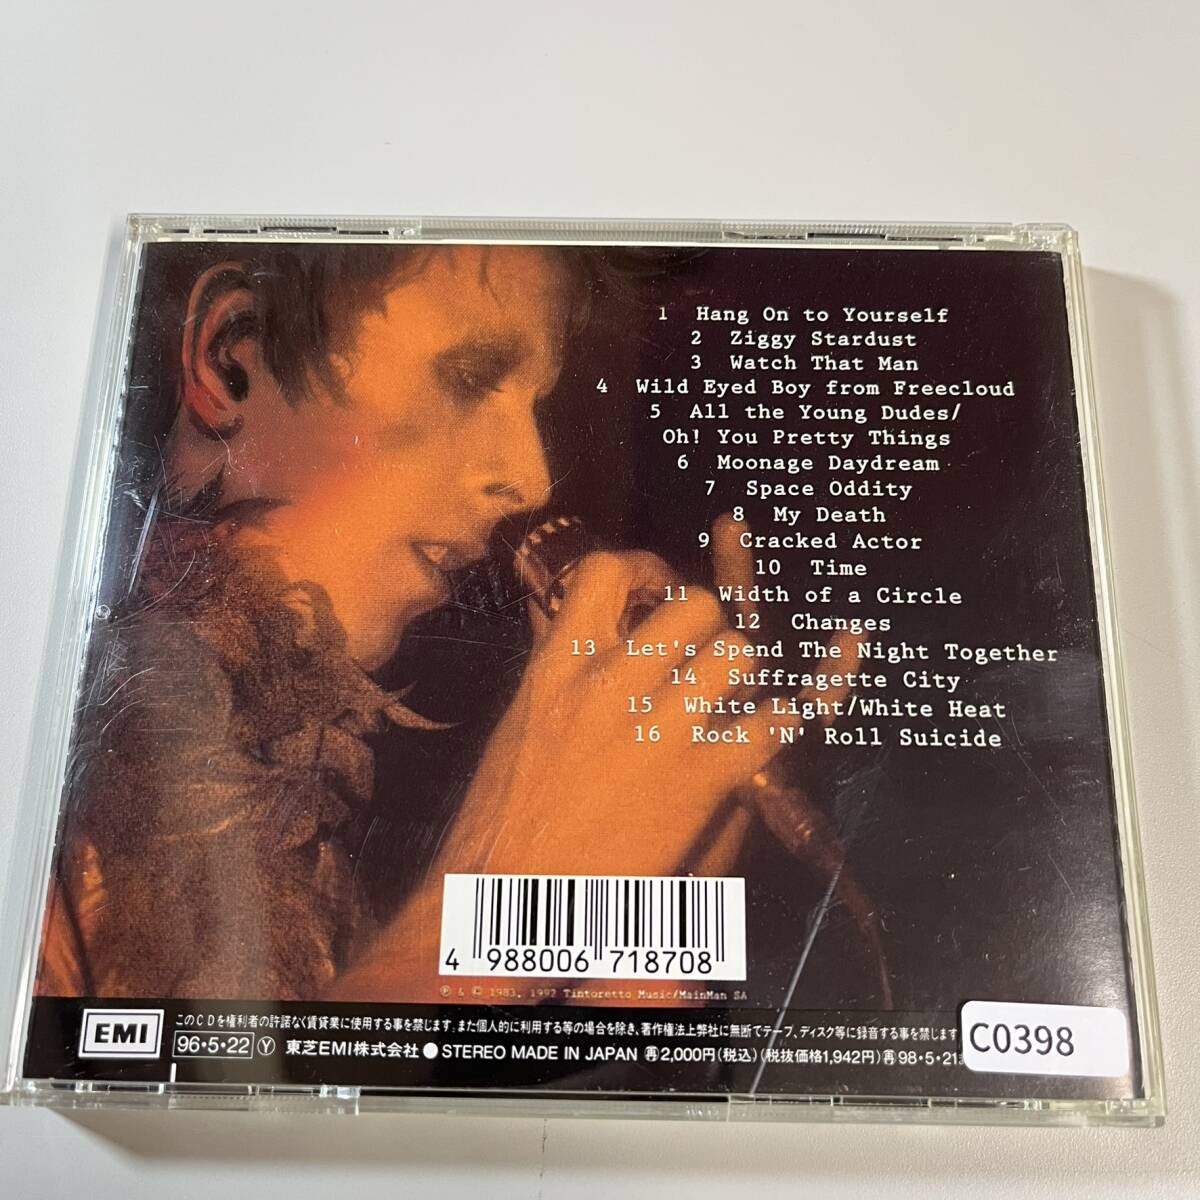 1 Hang On to Yourself
2 Ziggy Stardust
3 Watch That Man
4 Wild Eyed Boy from Freecloud
5 All the Young Dudes/
Oh! You Pretty Things
6 Moonage Daydream
7 Space Oddity
8 My Death
9 Cracked Actor
10 Time
11 Width of a Circle
12 Changes
13 Let's Spend The Night Together
14 Suffragette City
15 White Light/White Heat
16 Rock 'N' Roll Suicide
4 988006 718708
℗ & © 1983, 1992 Tintoretto Music/MainMan SA
EMI
このCDを権利者の許諾なく賃貸業に使用する事を禁じます。また個人的に利用する等の場合を除き、著作権法上弊社に無断でテープ、ディスク等に録音する事を禁じます
96・5・22 Ⓨ 東芝EMI株式会社 ● STEREO MADE IN JAPAN 再2,000円(税込)(税抜価格1,942円)再98・5・21ま
C0398